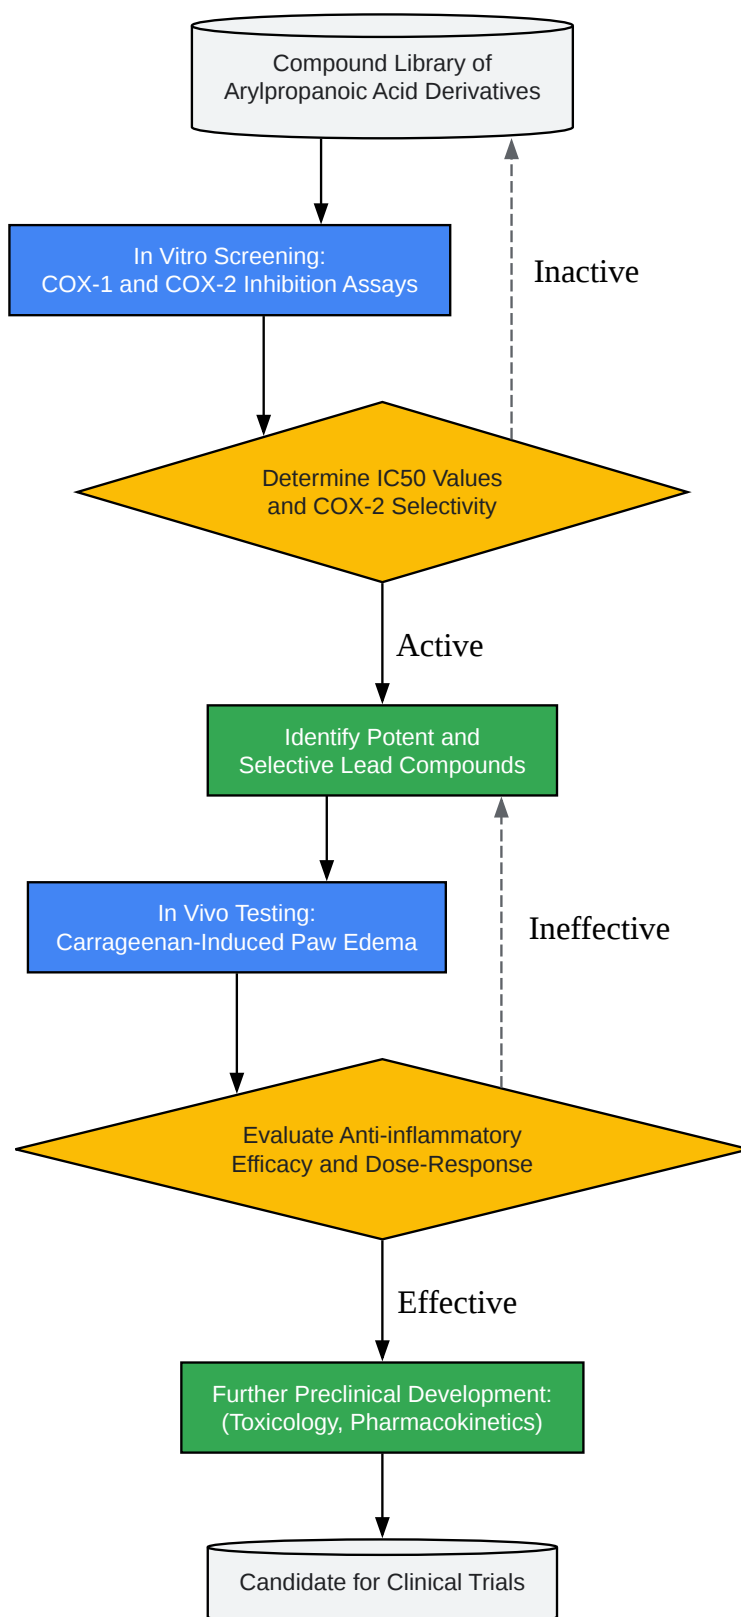 Compound Library of
Arylpropanoic Acid Derivatives
In Vitro Screening:
COX-1 and COX-2 Inhibition Assays
Inactive
Determine IC50 Values
and COX-2 Selectivity
Active
Identify Potent and
Selective Lead Compounds
In Vivo Testing:
Carrageenan-Induced Paw Edema
Ineffective
Evaluate Anti-inflammatory
Efficacy and Dose-Response
Effective
Further Preclinical Development:
(Toxicology, Pharmacokinetics)
Candidate for Clinical Trials